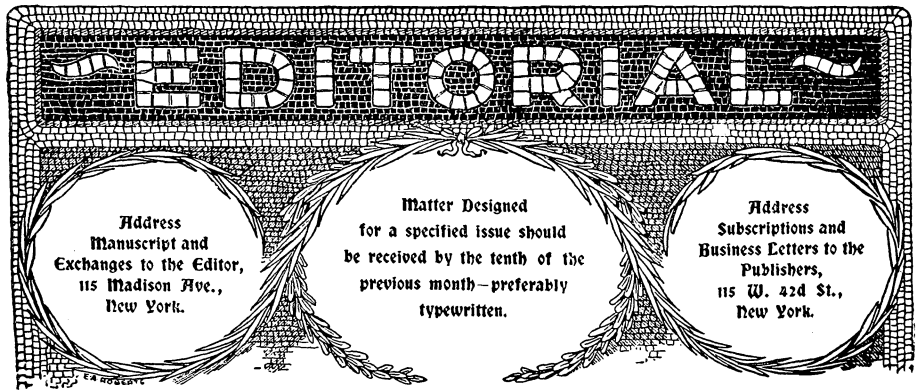 EDITORIAL
Address
Manuscript and
Exchanges to the Editor,
115 Madison Ave.,
New York.
Matter Designed
for a specified issue should
be received by the tenth of the
previous month—preferably
typewritten.
Address
Subscriptions and
Business Letters to the
Publishers,
115 W. 42d St.,
New York.
E.A. ROBERTS